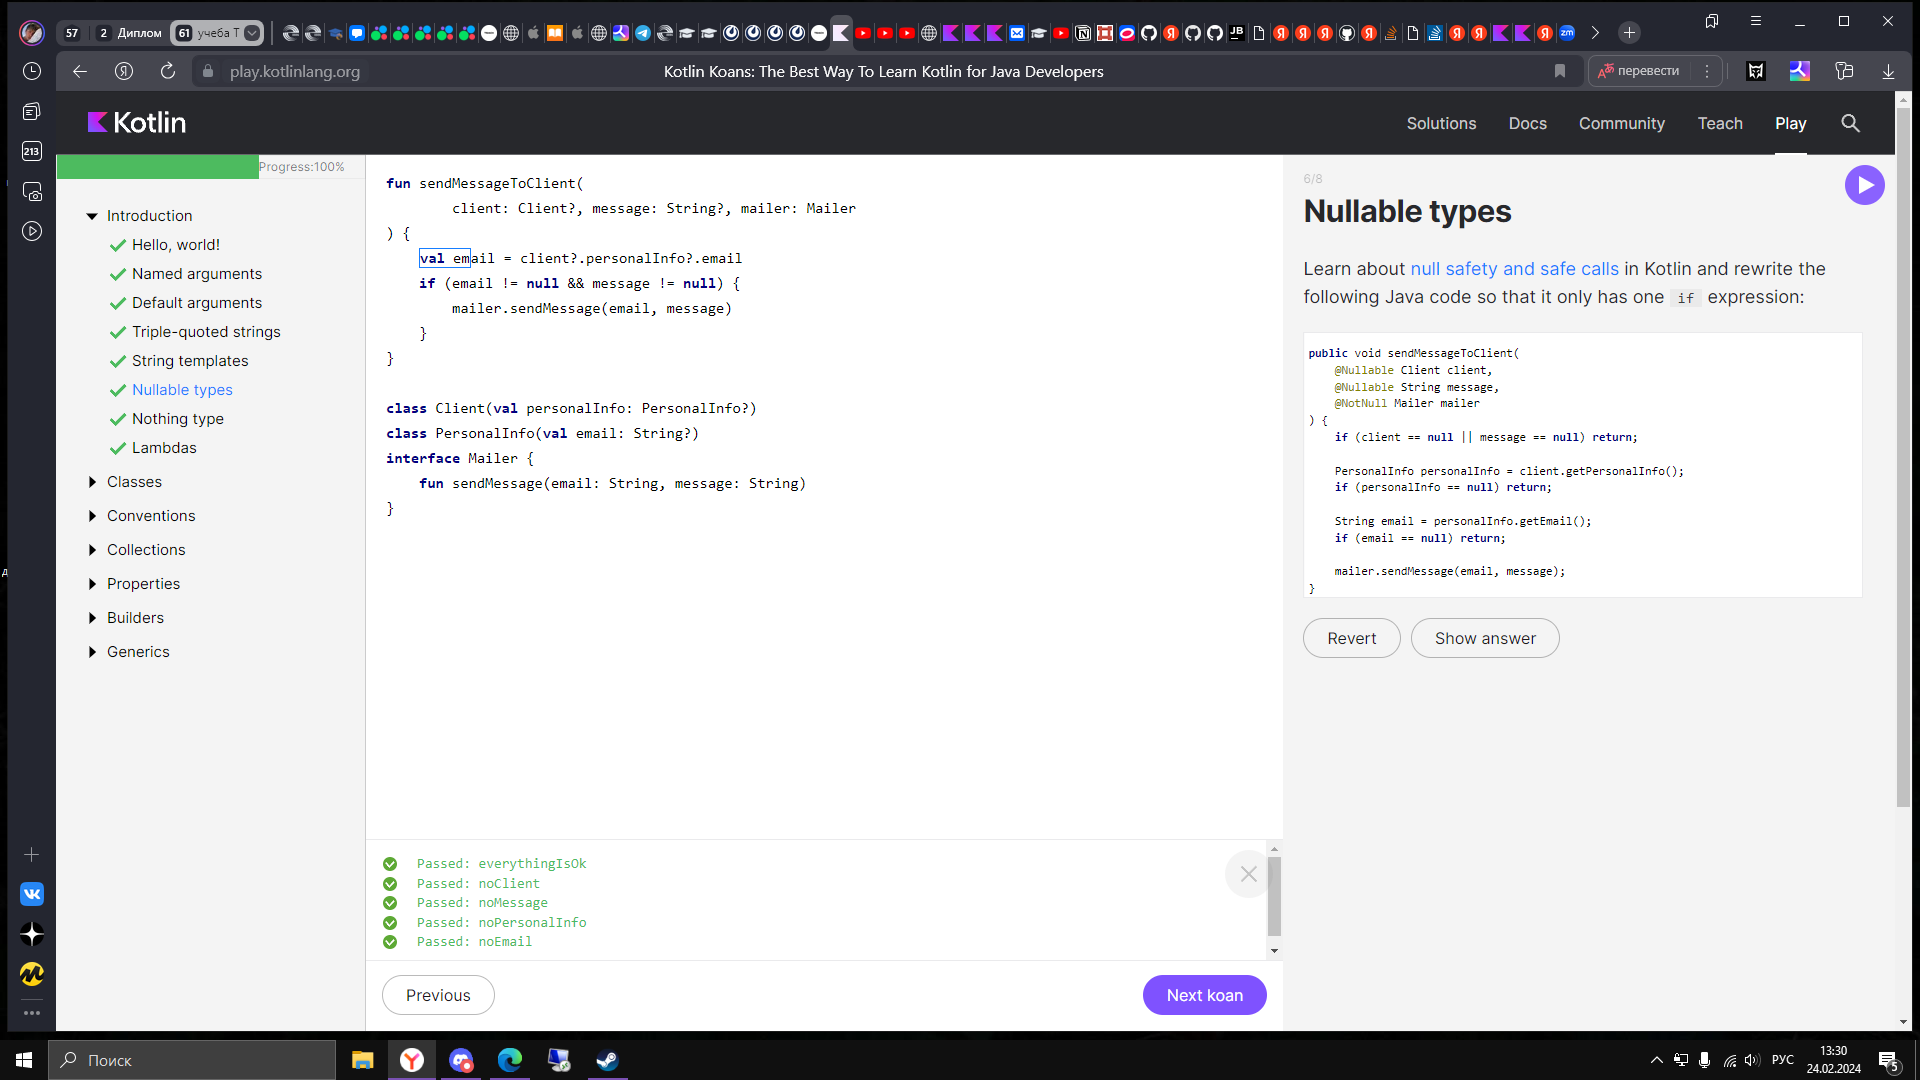 57
2 Диплом
61 учеба Т
play.kotlinlang.org
Kotlin Koans: The Best Way To Learn Kotlin for Java Developers
перевести
213
Kotlin
Solutions
Docs
Community
Teach
Play
Progress:100%
Introduction
Hello, world!
Named arguments
Default arguments
Triple-quoted strings
String templates
Nullable types
Nothing type
Lambdas
Classes
Conventions
Collections
Properties
Builders
Generics
fun sendMessageToClient(
client: Client?, message: String?, mailer: Mailer
) {
val email = client?.personalInfo?.email
if (email != null && message != null) {
mailer.sendMessage(email, message)
}
}
class Client(val personalInfo: PersonalInfo?)
class PersonalInfo(val email: String?)
interface Mailer {
fun sendMessage(email: String, message: String)
}
Passed: everythingIsOk
Passed: noClient
Passed: noMessage
Passed: noPersonalInfo
Passed: noEmail
Previous
Next koan
6/8
Nullable types
Learn about null safety and safe calls in Kotlin and rewrite the
following Java code so that it only has one if expression:
public void sendMessageToClient(
@Nullable Client client,
@Nullable String message,
@NotNull Mailer mailer
) {
if (client == null || message == null) return;
PersonalInfo personalInfo = client.getPersonalInfo();
if (personalInfo == null) return;
String email = personalInfo.getEmail();
if (email == null) return;
mailer.sendMessage(email, message);
}
Revert
Show answer
Поиск
РУС
13:30
24.02.2024
5